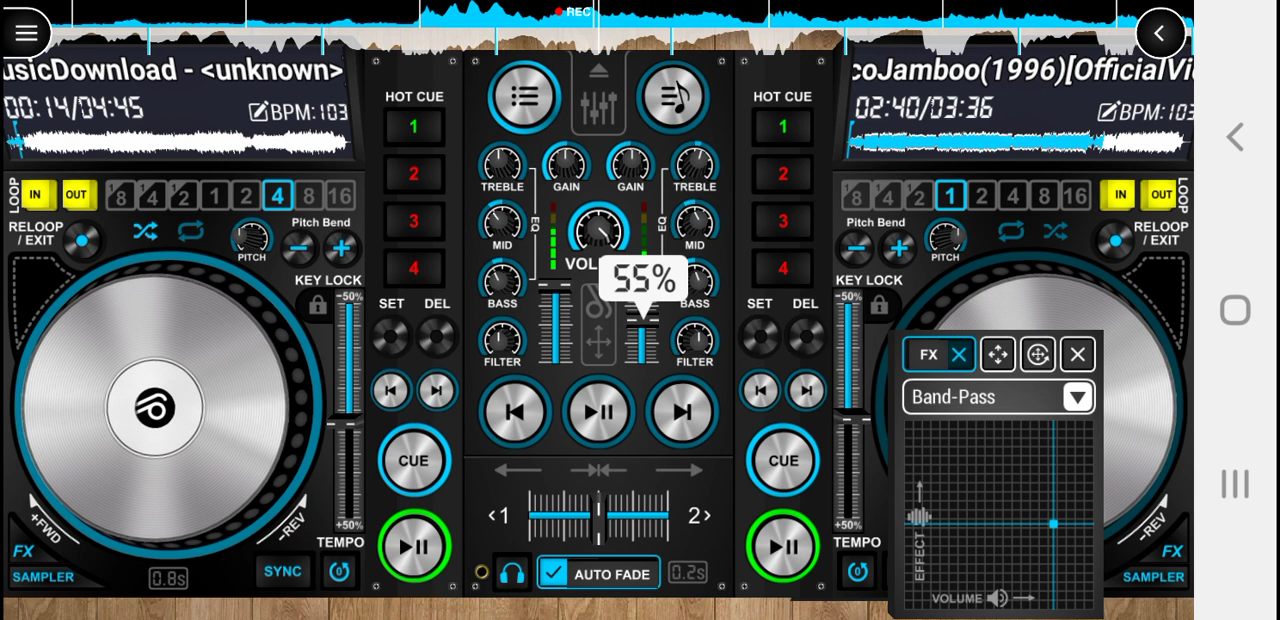 REC
usicDownload - <unknown>
00:14/04:45
BPM:103
LOOP
IN
OUT
1/8 1/4 1/2 1 2 4 8 16
RELOOP
/ EXIT
PITCH
Pitch Bend
− +
KEY LOCK
−50%
+50%
TEMPO
+FWD
−REV
FX
SAMPLER
0.8s
SYNC
0
HOT CUE
1
2
3
4
SET DEL
CUE
TREBLE
GAIN
GAIN
TREBLE
EQ
EQ
MID
MID
VOL
55%
BASS
BASS
FILTER
FILTER
<1
2>
AUTO FADE
0.2s
HOT CUE
1
2
3
4
SET DEL
CUE
coJamboo(1996)[OfficialVi
02:40/03:36
BPM:103
1/8 1/4 1/2 1 2 4 8 16
IN
OUT
LOOP
Pitch Bend
− +
PITCH
RELOOP
/ EXIT
KEY LOCK
−50%
+50%
TEMPO
0
FX X
Band-Pass
EFFECT
VOLUME
−REV
FX
SAMPLER